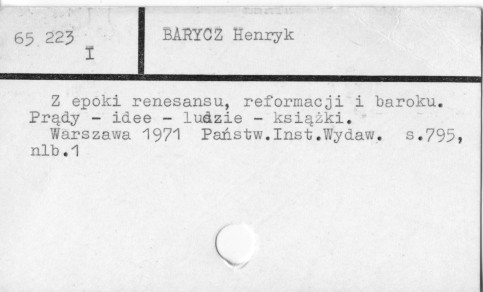 65 223
I
BARYCZ Henryk
Z epoki renesansu, reformacji i baroku.
Prądy - idee - ludzie - książki.
Warszawa 1971 Państw.Inst.Wydaw. s.795,
nlb.1